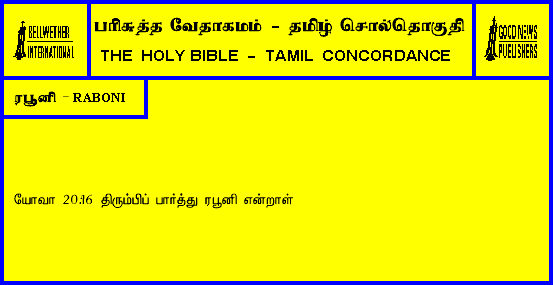 BELLWETHER
INTERNATIONAL
பரிசுத்த வேதாகமம் - தமிழ் சொல்தொகுதி
THE HOLY BIBLE - TAMIL CONCORDANCE
GOOD NEWS
PUBLISHERS
ரபூனி - RABONI
யோவா 20:16 திரும்பிப் பார்த்து ரபூனி என்றாள்